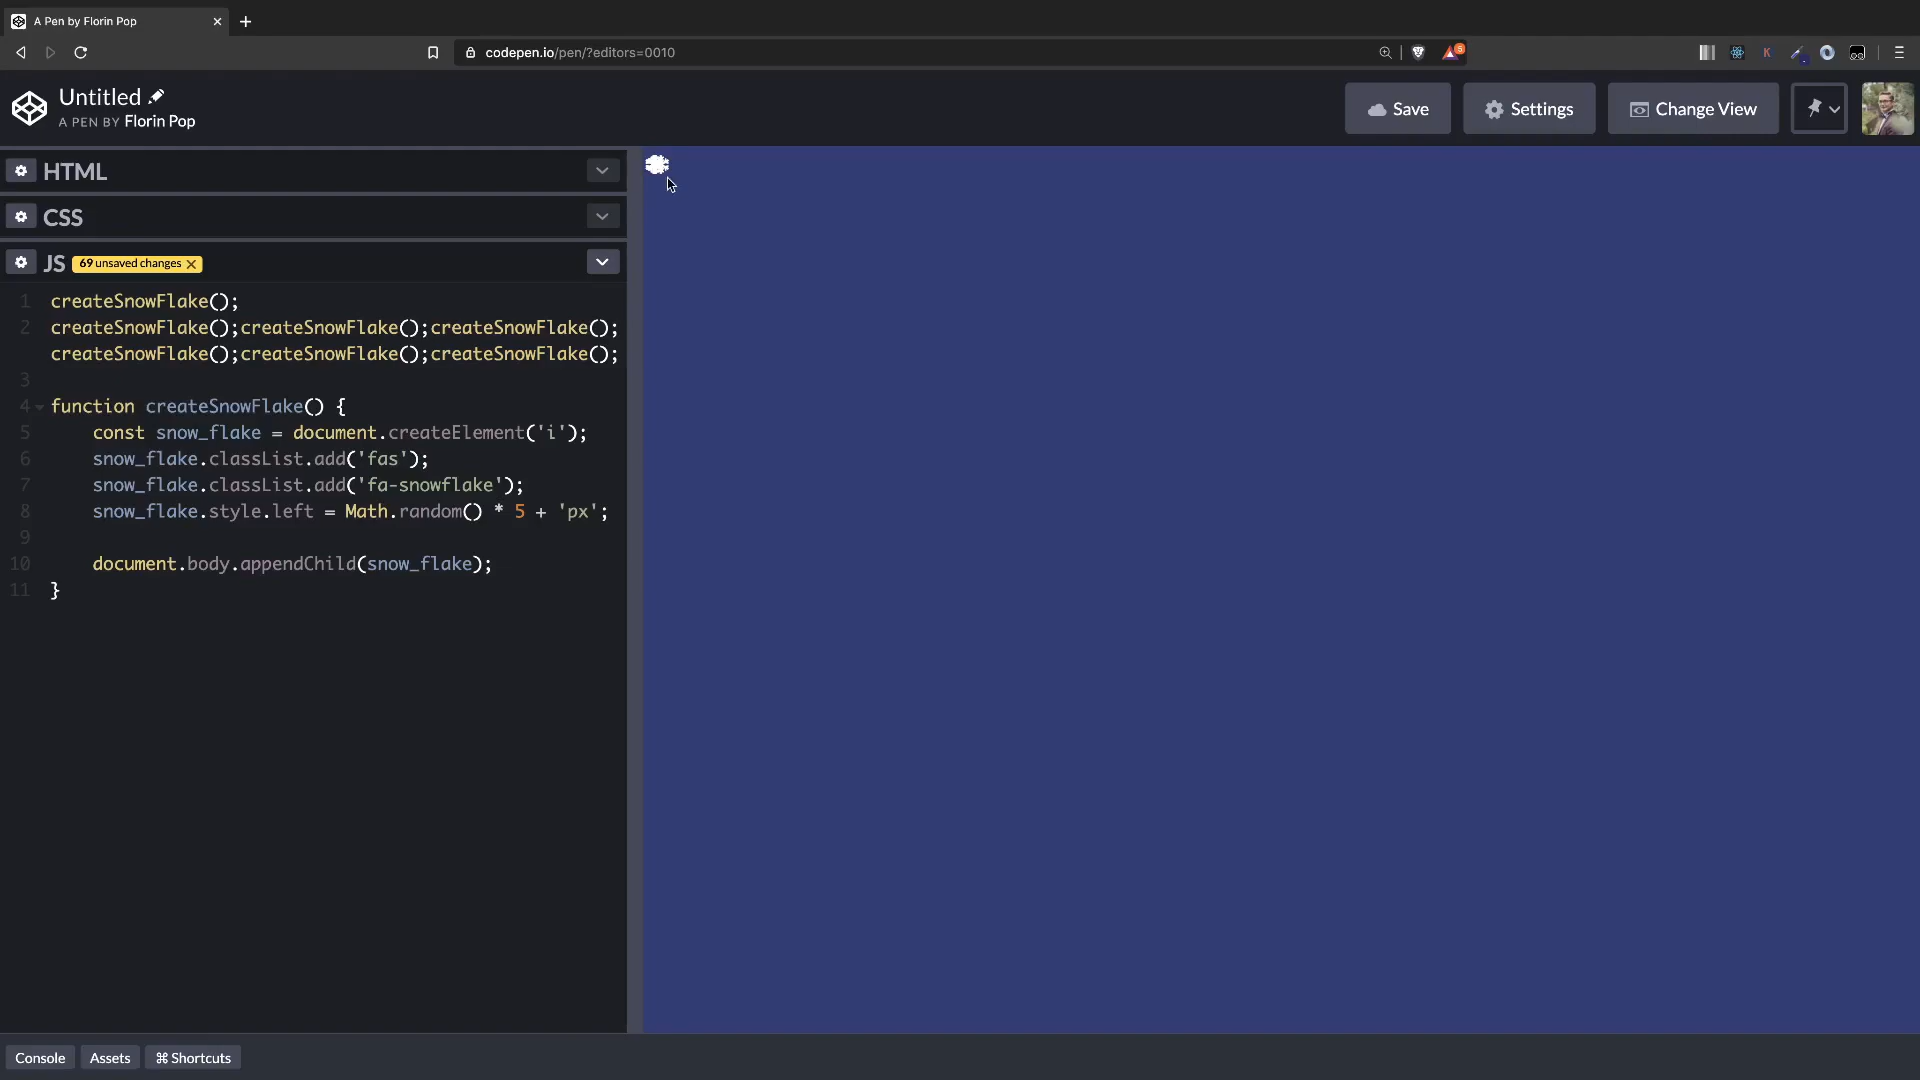 A Pen by Florin Pop
codepen.io/pen/?editors=0010
5
K
Untitled
A PEN BY Florin Pop
Save
Settings
Change View
HTML
CSS
JS 69 unsaved changes
1 createSnowFlake();
2 createSnowFlake();createSnowFlake();createSnowFlake();
createSnowFlake();createSnowFlake();createSnowFlake();
3
4 function createSnowFlake() {
5 const snow_flake = document.createElement('i');
6 snow_flake.classList.add('fas');
7 snow_flake.classList.add('fa-snowflake');
8 snow_flake.style.left = Math.random() * 5 + 'px';
9
10 document.body.appendChild(snow_flake);
11 }
Console Assets ⌘ Shortcuts